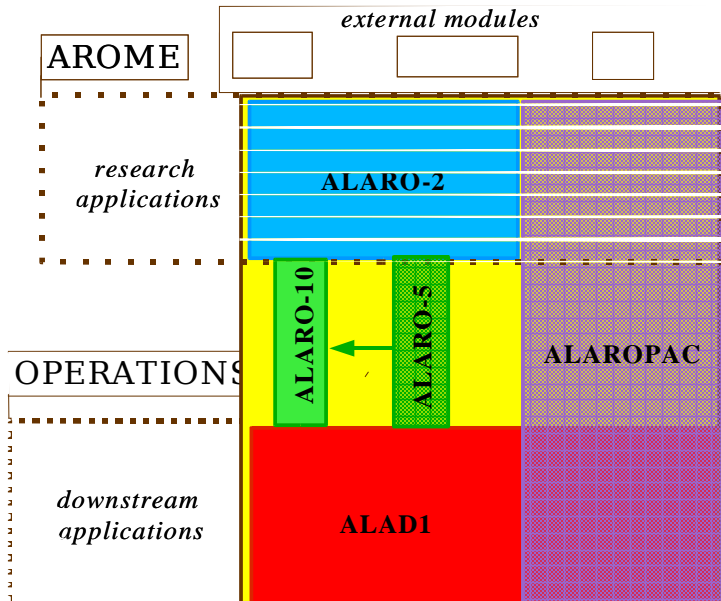 external modules
AROME
research
applications
ALARO-2
ALARO-10
ALARO-5
ALAROPAC
OPERATIONS
downstream
applications
ALAD1